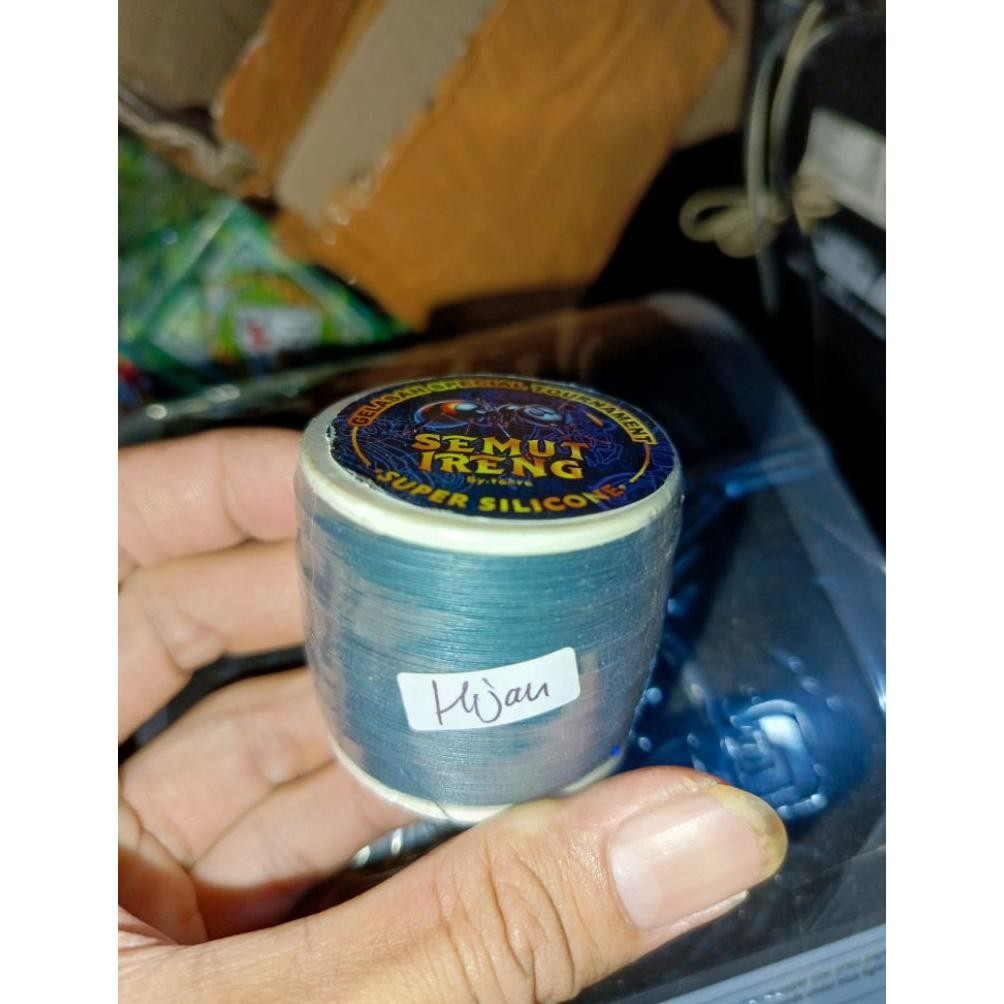 GELASAN SPECIAL TOURNAMENT
SEMUT
IRENG
SUPER SILICONE
Hijau